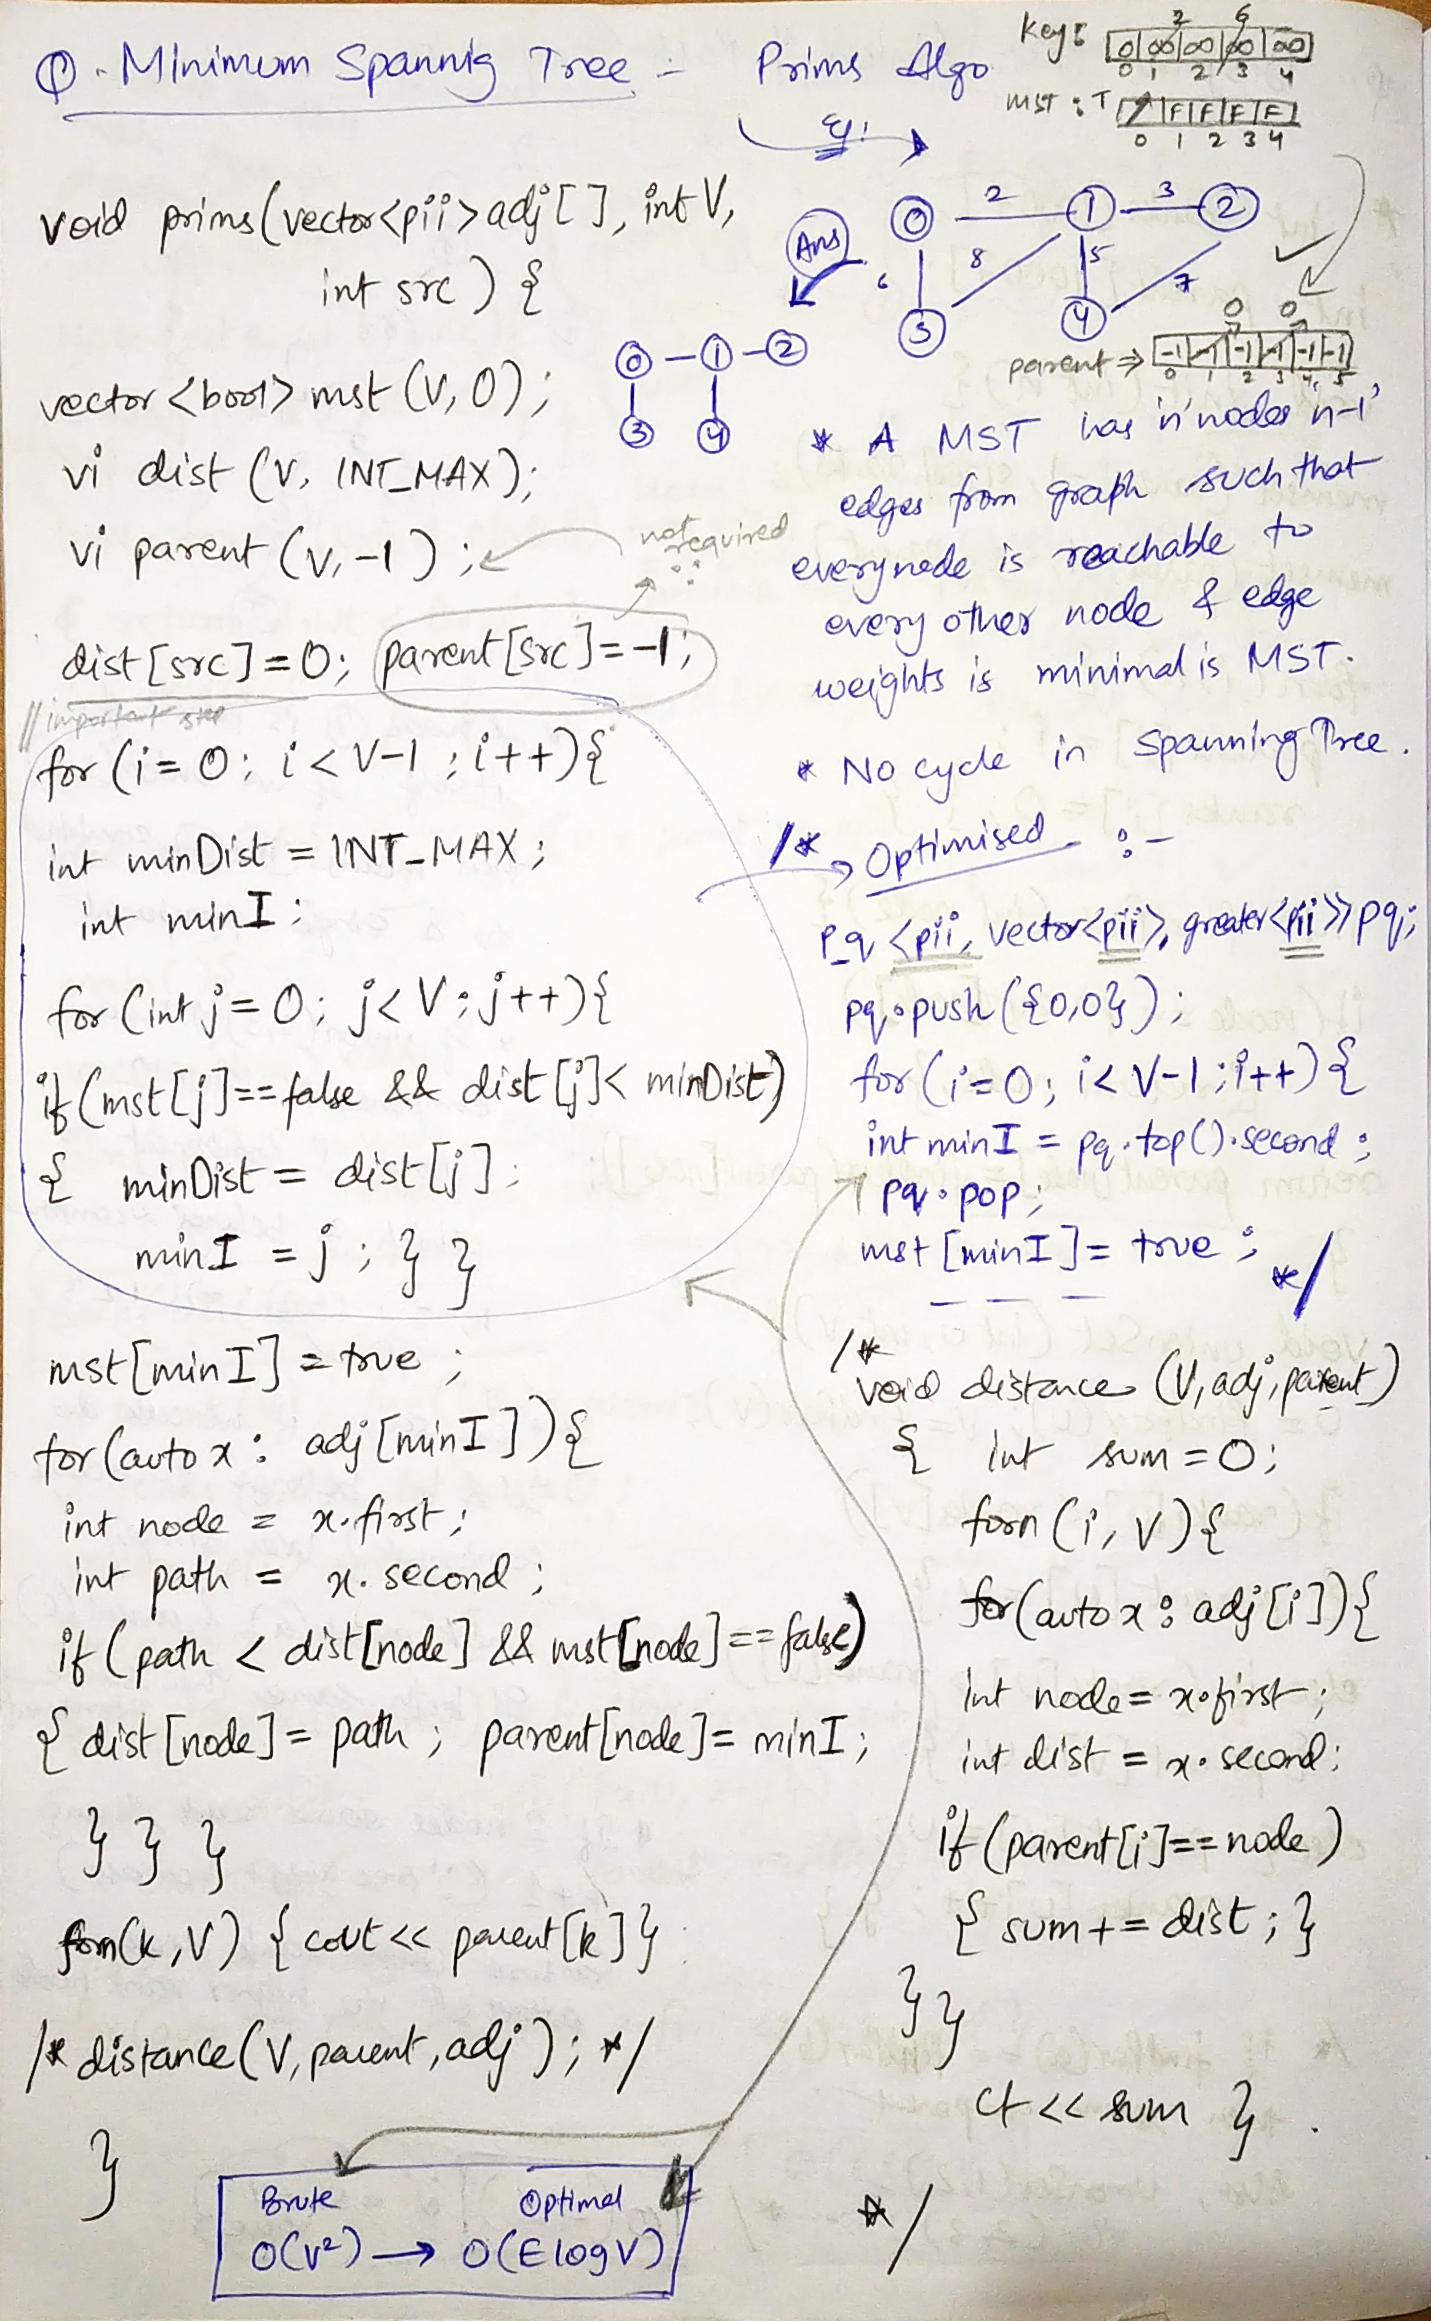 Q. Minimum Spannig Tree - Prims Algo
Key: 0 ∞ ∞ ∞ ∞
2 6
0 1 2 3 4
mst : T F F F F
0 1 2 3 4
Eg:
void prims(vector<pii>adj[], int V,
int src) {
vector <bool> mst (V, 0);
vi dist (V, INT_MAX);
vi parent (V, -1);
not required
dist[src]=0; parent[src]=-1;
// important step
for (i=0; i<V-1; i++){
int minDist = INT_MAX;
int minI;
for (int j=0; j<V; j++){
if(mst[j]==false && dist[j]< minDist)
{ minDist = dist[j];
minI = j; } }
mst[minI]=true;
for(auto x: adj[minI]){
int node = x.first;
int path = x.second;
if(path < dist[node] && mst[node]==false)
{ dist[node]= path; parent[node]= minI;
} } }
forn(k,V) { cout << parent[k] }
/* distance(V, parent, adj); */
}
Brute Optimal
O(V²) → O(E log V)
0 2 1 3 2
6 8 5 7
3 4
Ans
0 - 1 - 2
3 4
0 0
parent ⇒ -1 -1 -1 -1 -1 -1
0 1 2 3 4 5
* A MST has 'n' nodes 'n-1'
edges from graph such that
every node is reachable to
every other node & edge
weights is minimal is MST.
* No cycle in Spanning Tree.
/* → Optimised :-
p_q <pii, vector<pii>, greater<pii>> pq;
pq.push({0,0});
for(i=0; i<V-1; i++){
int minI = pq.top().second;
pq.pop;
mst[minI]= true;
- - - */
/*
void distance (V, adj, parent)
{ int sum=0;
forn(i, V){
for(auto x: adj[i]){
int node= x.first;
int dist = x.second;
if(parent[i]==node)
{ sum+= dist; }
} }
ct << sum } .
*/